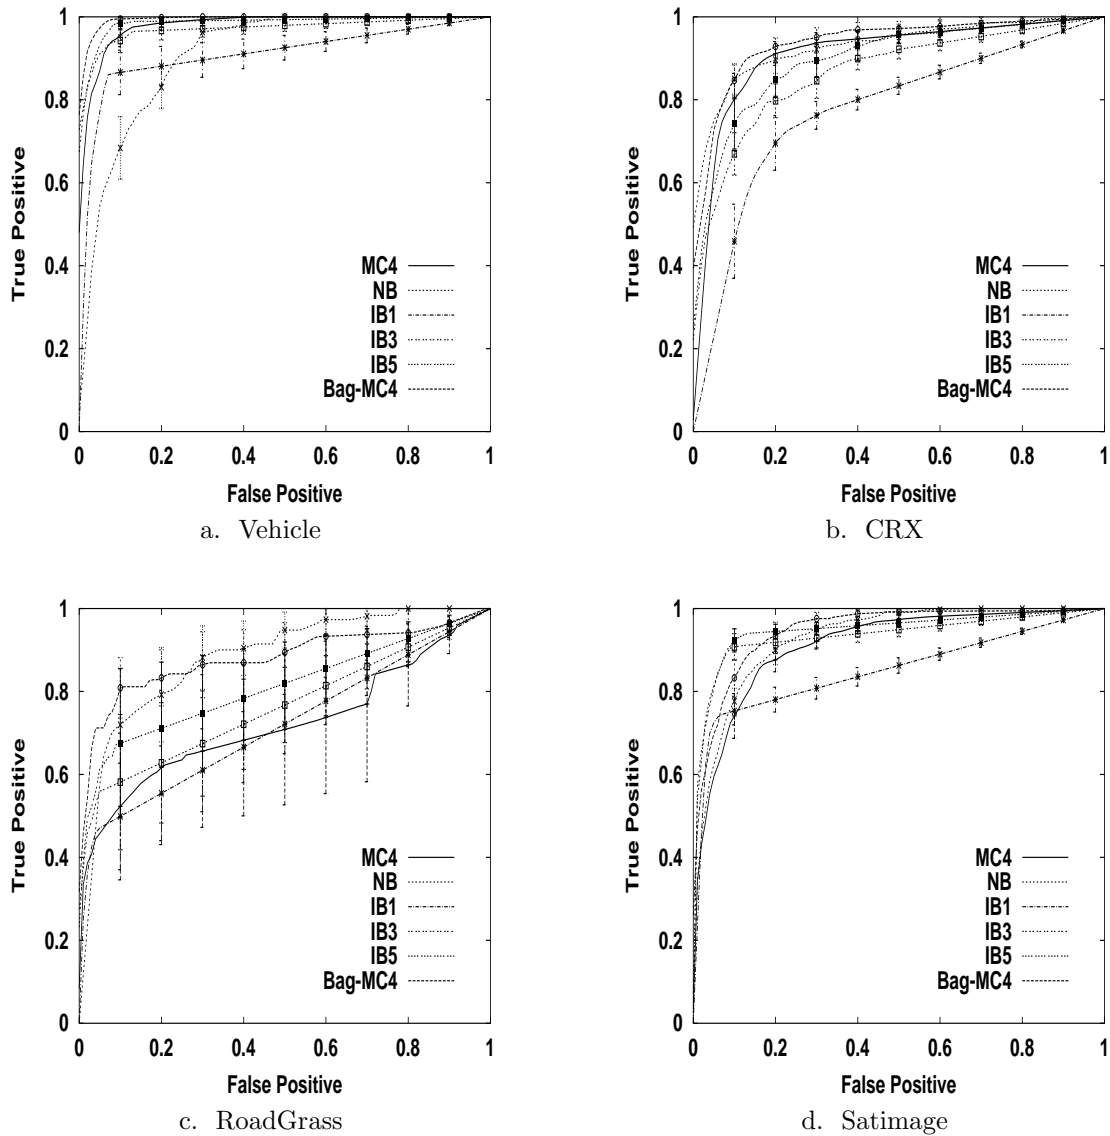 1
0.8
0.6
0.4
0.2
0
True Positive
MC4
NB
IB1
IB3
IB5
Bag-MC4
0 0.2 0.4 0.6 0.8 1
False Positive
a. Vehicle
1
0.8
0.6
0.4
0.2
0
True Positive
MC4
NB
IB1
IB3
IB5
Bag-MC4
0 0.2 0.4 0.6 0.8 1
False Positive
b. CRX
1
0.8
0.6
0.4
0.2
0
True Positive
MC4
NB
IB1
IB3
IB5
Bag-MC4
0 0.2 0.4 0.6 0.8 1
False Positive
c. RoadGrass
1
0.8
0.6
0.4
0.2
0
True Positive
MC4
NB
IB1
IB3
IB5
Bag-MC4
0 0.2 0.4 0.6 0.8 1
False Positive
d. Satimage